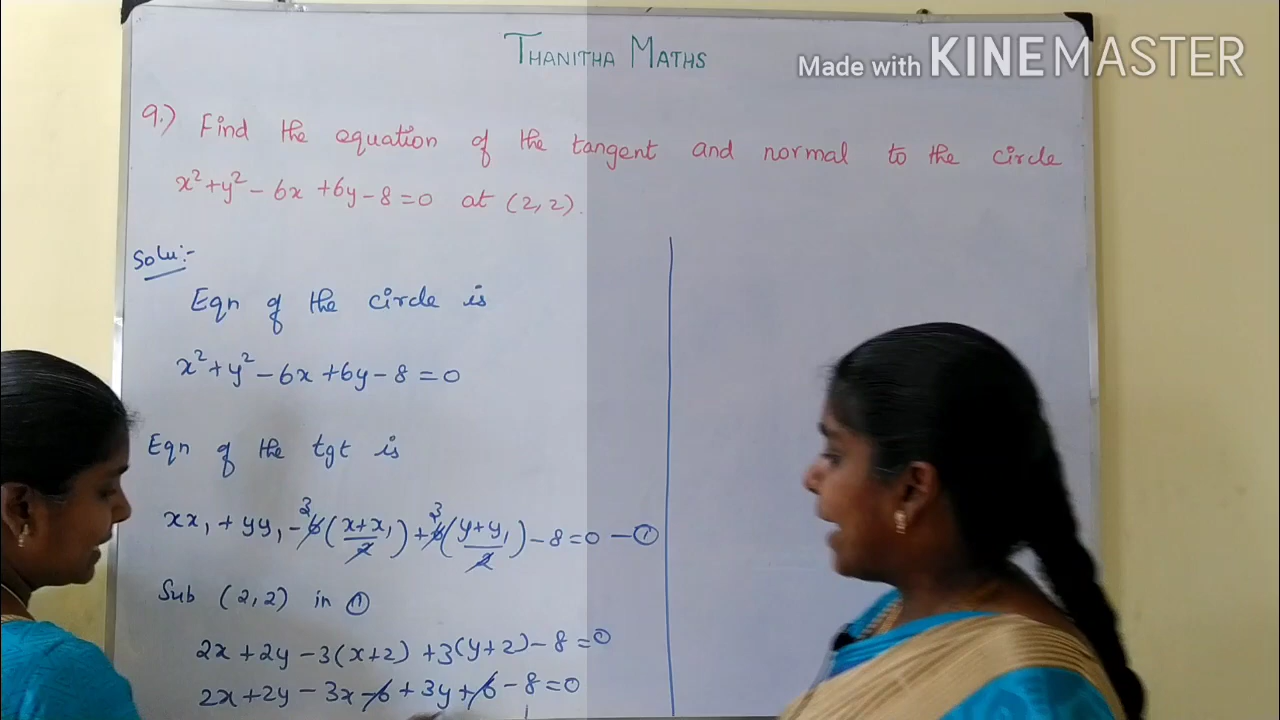 THANITHA MATHS
Made with KINEMASTER
9.) Find the equation of the tangent and normal to the circle
x²+y²-6x+6y-8=0 at (2,2).
Solu:-
Eqn of the circle is
x²+y²-6x+6y-8=0
Eqn of the tgt is
xx₁+yy₁-6̸³(x+x₁/2̸)+6̸³(y+y₁/2̸)-8=0-①
Sub (2,2) in ①
2x+2y-3(x+2)+3(y+2)-8=0
2x+2y-3x-6̸+3y+6̸-8=0